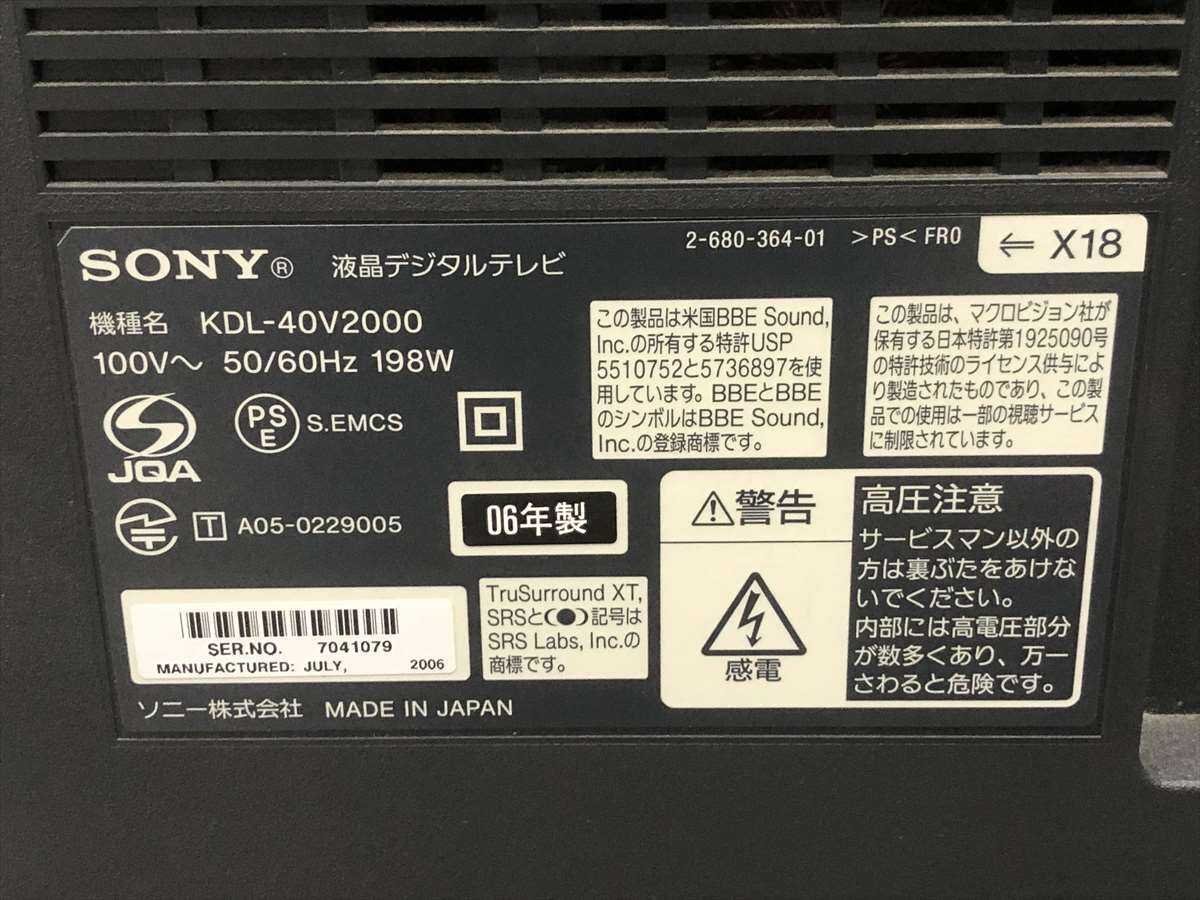 SONY® 液晶デジタルテレビ
2-680-364-01 >PS< FR0
⇐ X18
機種名 KDL-40V2000
100V～ 50/60Hz 198W
JQA
PSE S.EMCS
T A05-0229005
06年製
この製品は米国BBE Sound,
Inc.の所有する特許USP
5510752と5736897を使
用しています。BBEとBBE
のシンボルはBBE Sound,
Inc.の登録商標です。
この製品は、マクロビジョン社が
保有する日本特許第1925090号
の特許技術のライセンス供与によ
り製造されたものであり、この製
品での使用は一部の視聴サービス
に制限されています。
SER.NO. 7041079
MANUFACTURED: JULY, 2006
TruSurround XT,
SRSと(●)記号は
SRS Labs, Inc.の
商標です。
警告
感電
高圧注意
サービスマン以外の
方は裏ぶたをあけな
いでください。
内部には高電圧部分
が数多くあり、万一
さわると危険です。
ソニー株式会社 MADE IN JAPAN